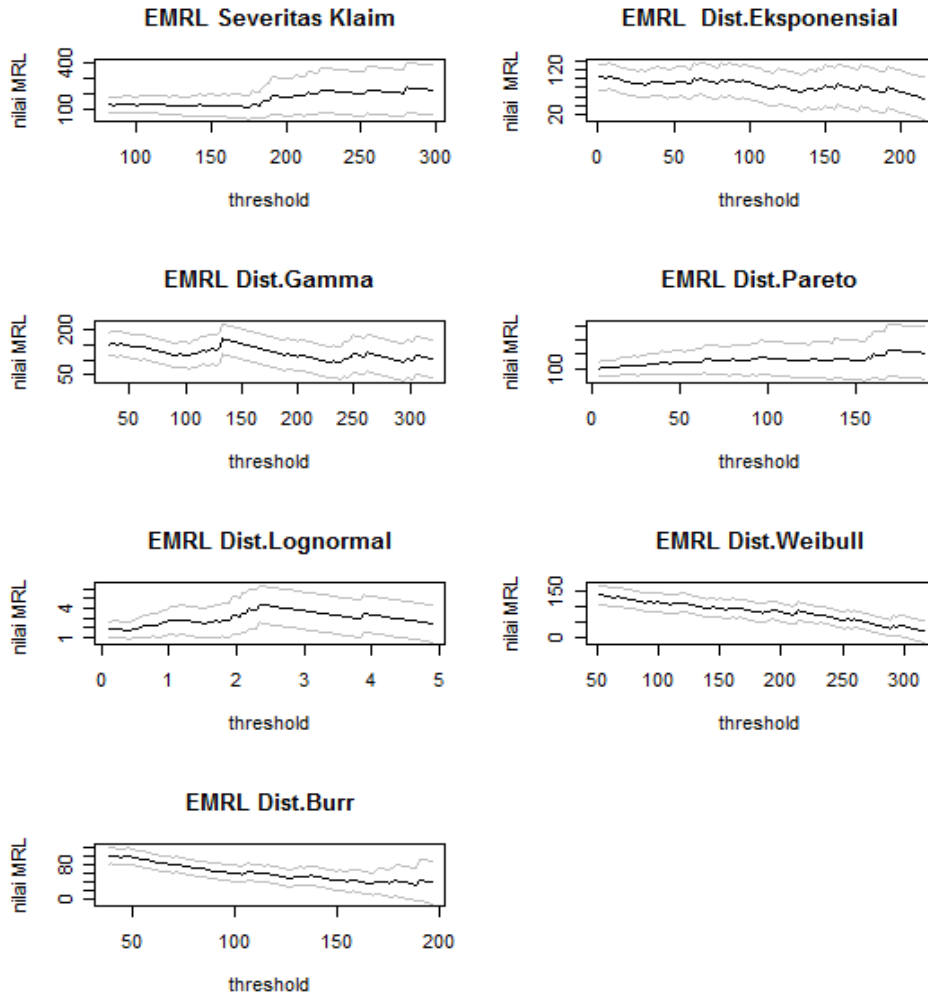 EMRL Severitas Klaim
nilai MRL
100 400
100 150 200 250 300
threshold
EMRL  Dist.Eksponensial
nilai  MRL
20 120
0 50 100 150 200
threshold
EMRL Dist.Gamma
nilai MRL
50 200
50 100 150 200 250 300
threshold
EMRL Dist.Pareto
nilai MRL
100
0 50 100 150
threshold
EMRL Dist.Lognormal
nilai MRL
1 4
0 1 2 3 4 5
threshold
EMRL Dist.Weibull
nilai MRL
0 150
50 100 150 200 250 300
threshold
EMRL Dist.Burr
nilai MRL
0 80
50 100 150 200
threshold